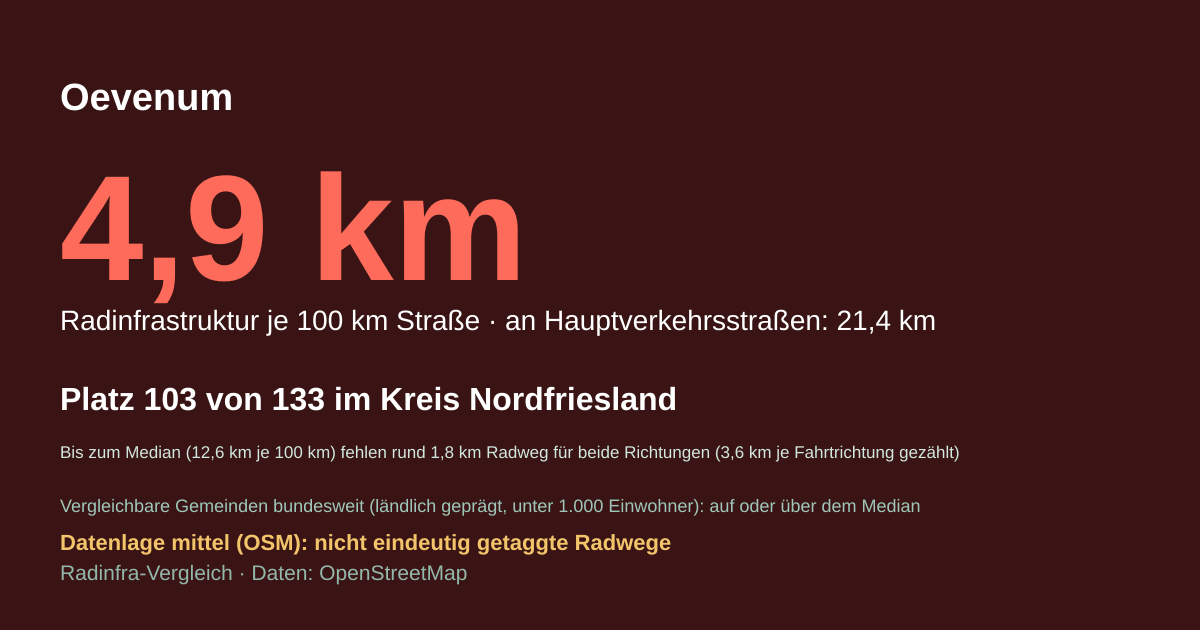 Oevenum
4,9 km
Radinfrastruktur je 100 km Straße · an Hauptverkehrsstraßen: 21,4 km
Platz 103 von 133 im Kreis Nordfriesland
Bis zum Median (12,6 km je 100 km) fehlen rund 1,8 km Radweg für beide Richtungen (3,6 km je Fahrtrichtung gezählt)
Vergleichbare Gemeinden bundesweit (ländlich geprägt, unter 1.000 Einwohner): auf oder über dem Median
Datenlage mittel (OSM): nicht eindeutig getaggte Radwege
Radinfra-Vergleich · Daten: OpenStreetMap